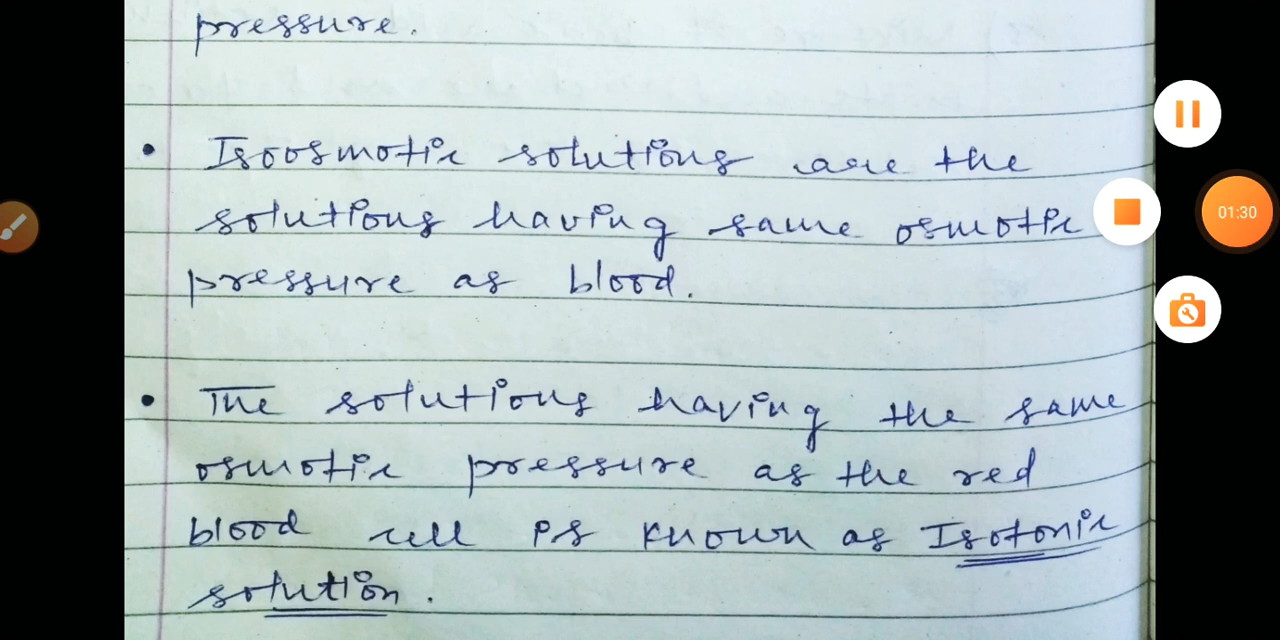 pressure.
• Isoosmotic solutions are the
solutions having same osmotic
pressure as blood.
• The solutions having the same
osmotic pressure as the red
blood cell is known as Isotonic
solution.
01:30